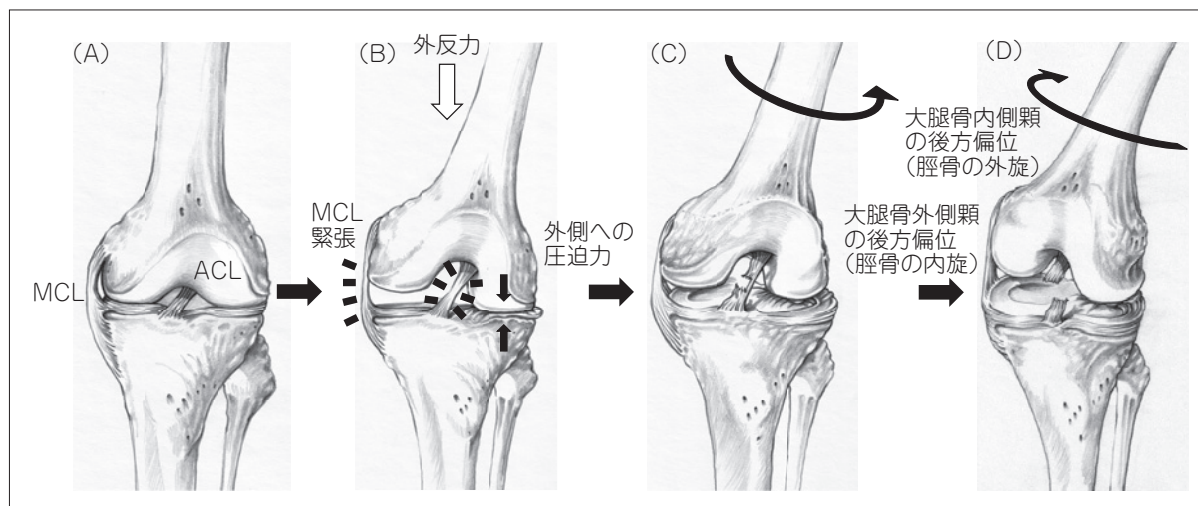 (A)
MCL
ACL
(B)
外反力
MCL
緊張
外側への
圧迫力
(C)
大腿骨外側顆
の後方偏位
(脛骨の内旋)
(D)
大腿骨内側顆
の後方偏位
(脛骨の外旋)